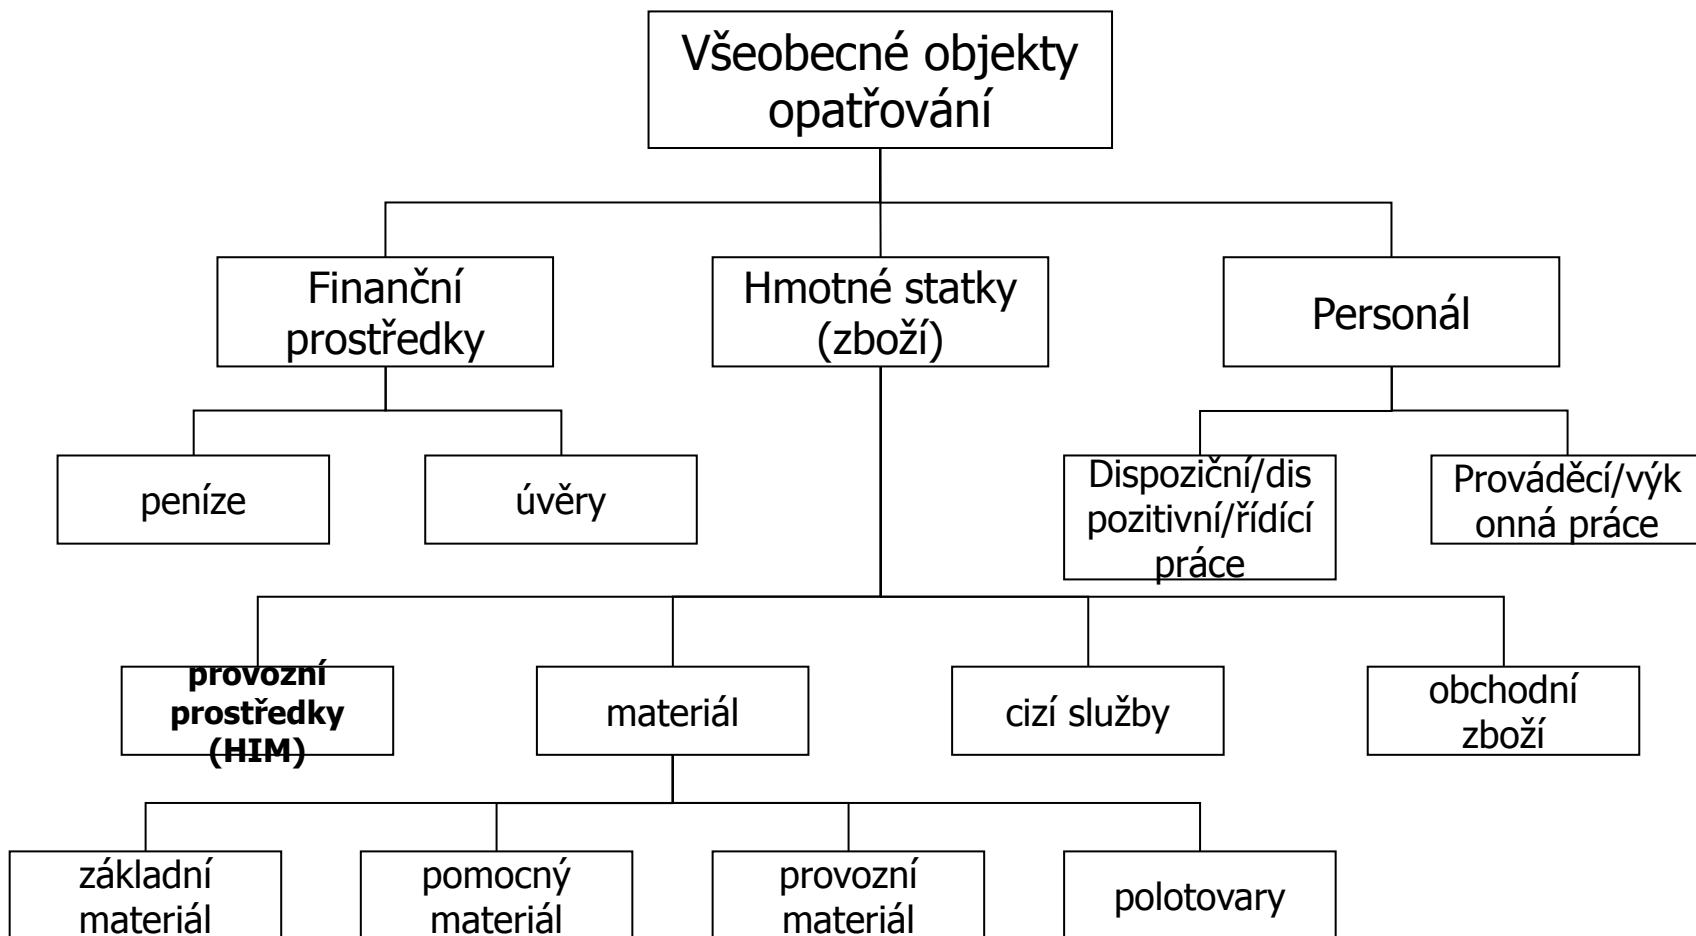 Všeobecné objekty
opatřování
Finanční
prostředky
Hmotné statky
(zboží)
Personál
peníze
úvěry
Dispoziční/dis
pozitivní/řídící
práce
Prováděcí/výk
onná práce
provozní
prostředky
(HIM)
materiál
cizí služby
obchodní
zboží
základní
materiál
pomocný
materiál
provozní
materiál
polotovary